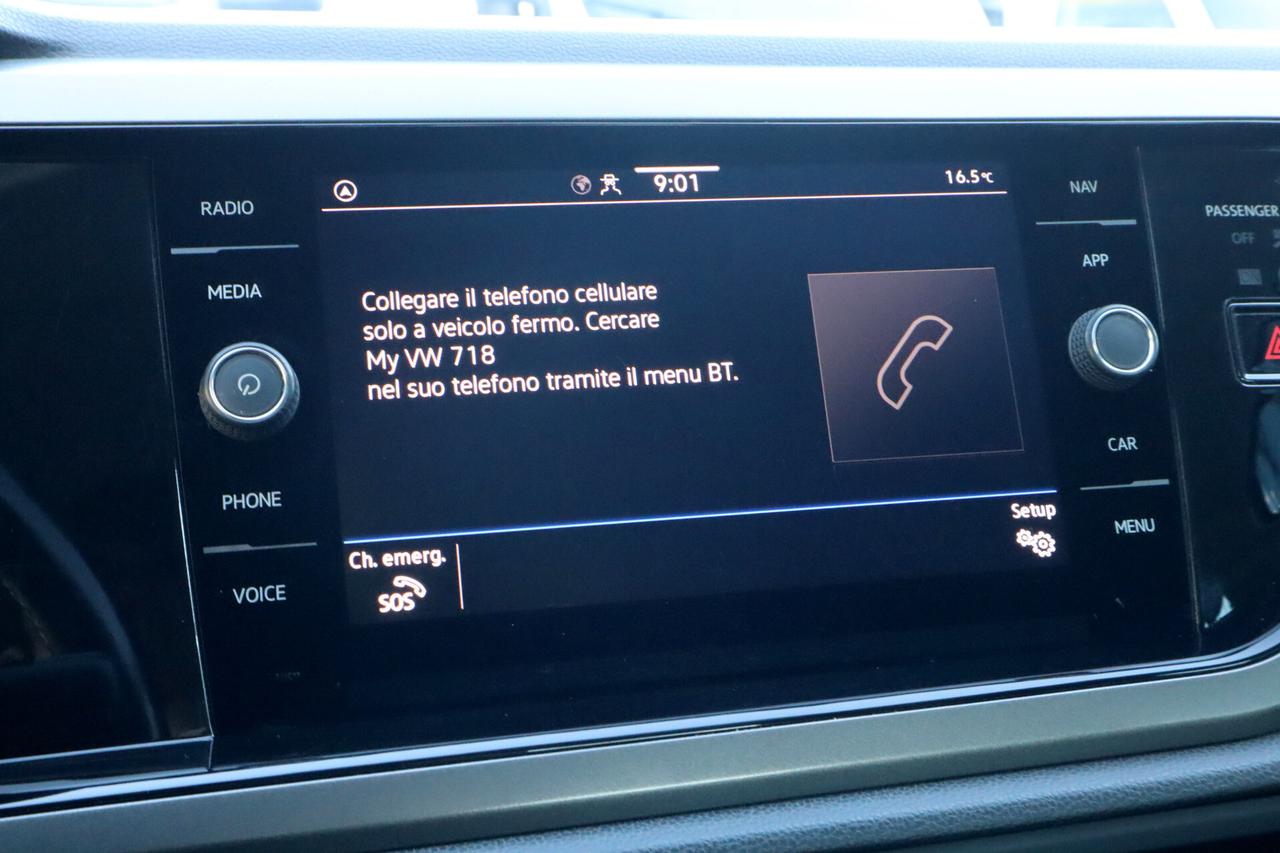 RADIO
MEDIA
PHONE
VOICE
9:01
16.5°C
Collegare il telefono cellulare
solo a veicolo fermo. Cercare
My VW 718
nel suo telefono tramite il menu BT.
Ch. emerg.
SOS
Setup
NAV
APP
CAR
MENU
PASSENGER
OFF